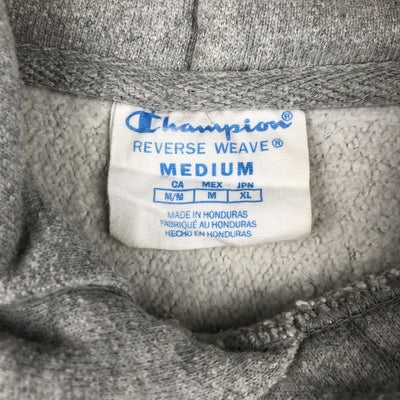 Champion®
REVERSE WEAVE®
MEDIUM
CA MEX JPN
M/M M XL
MADE IN HONDURAS
FABRIQUÉ AU HONDURAS
HECHO EN HONDURAS